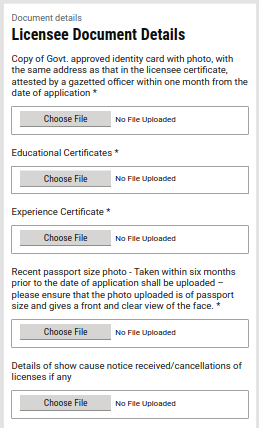 Document details
Licensee Document Details
Copy of Govt. approved identity card with photo, with
the same address as that in the licensee certificate,
attested by a gazetted officer within one month from the
date of application *
Choose File No File Uploaded
Educational Certificates *
Choose File No File Uploaded
Experience Certificate *
Choose File No File Uploaded
Recent passport size photo - Taken within six months
prior to the date of application shall be uploaded –
please ensure that the photo uploaded is of passport
size and gives a front and clear view of the face. *
Choose File No File Uploaded
Details of show cause notice received/cancellations of
licenses if any
Choose File No File Uploaded